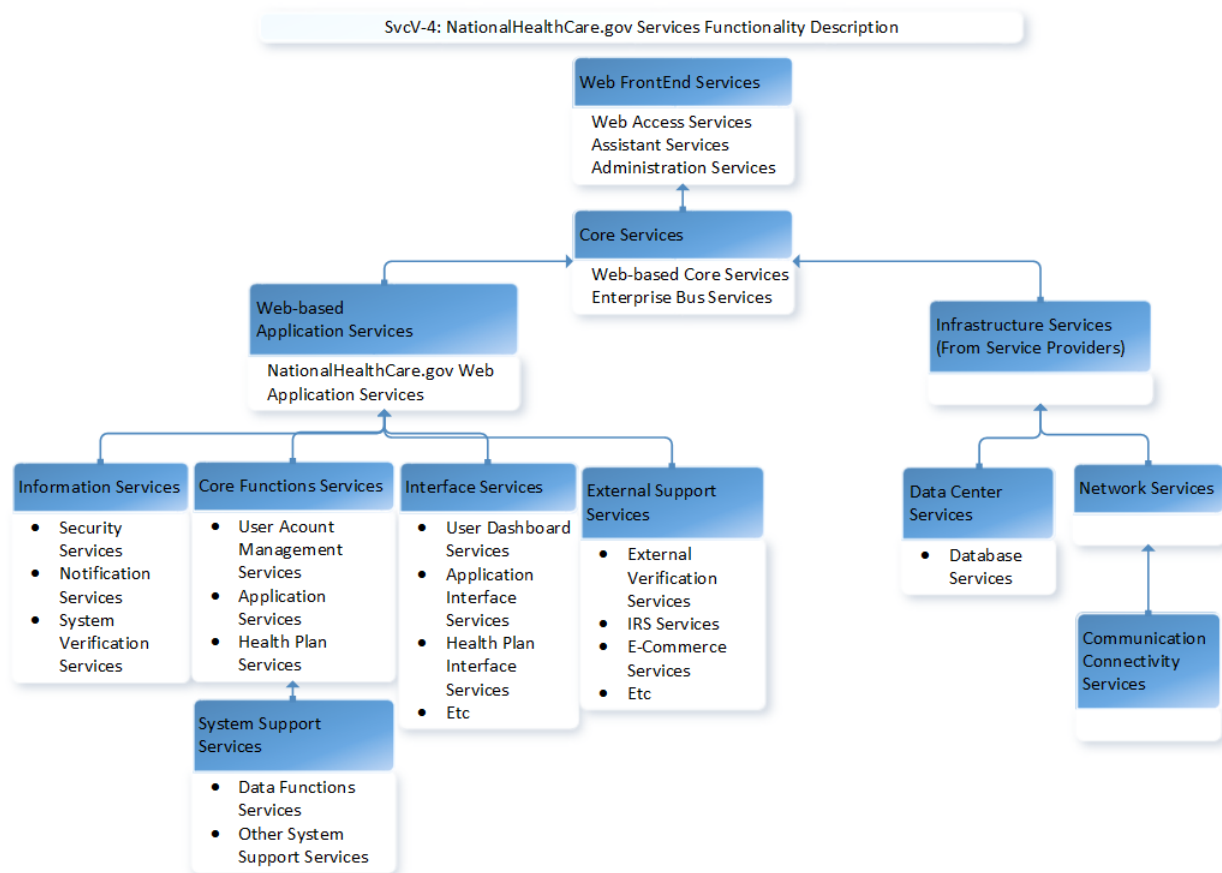 SvcV-4: NationalHealthCare.gov Services Functionality Description
Web FrontEnd Services
Web Access Services
Assistant Services
Administration Services
Core Services
Web-based Core Services
Enterprise Bus Services
Web-based
Application Services
NationalHealthCare.gov Web
Application Services
Infrastructure Services
(From Service Providers)
Information Services
• Security
Services
• Notification
Services
• System
Verification
Services
Core Functions Services
• User Acount
Management
Services
• Application
Services
• Health Plan
Services
Interface Services
• User Dashboard
Services
• Application
Interface
Services
• Health Plan
Interface
Services
• Etc
External Support
Services
• External
Verification
Services
• IRS Services
• E-Commerce
Services
• Etc
Data Center
Services
• Database
Services
Network Services
Communication
Connectivity
Services
System Support
Services
• Data Functions
Services
• Other System
Support Services